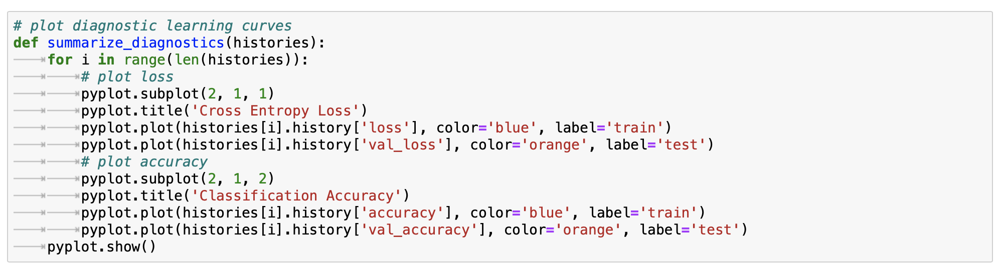 # plot diagnostic learning curves
def summarize_diagnostics(histories):
	for i in range(len(histories)):
		# plot loss
		pyplot.subplot(2, 1, 1)
		pyplot.title('Cross Entropy Loss')
		pyplot.plot(histories[i].history['loss'], color='blue', label='train')
		pyplot.plot(histories[i].history['val_loss'], color='orange', label='test')
		# plot accuracy
		pyplot.subplot(2, 1, 2)
		pyplot.title('Classification Accuracy')
		pyplot.plot(histories[i].history['accuracy'], color='blue', label='train')
		pyplot.plot(histories[i].history['val_accuracy'], color='orange', label='test')
	pyplot.show()